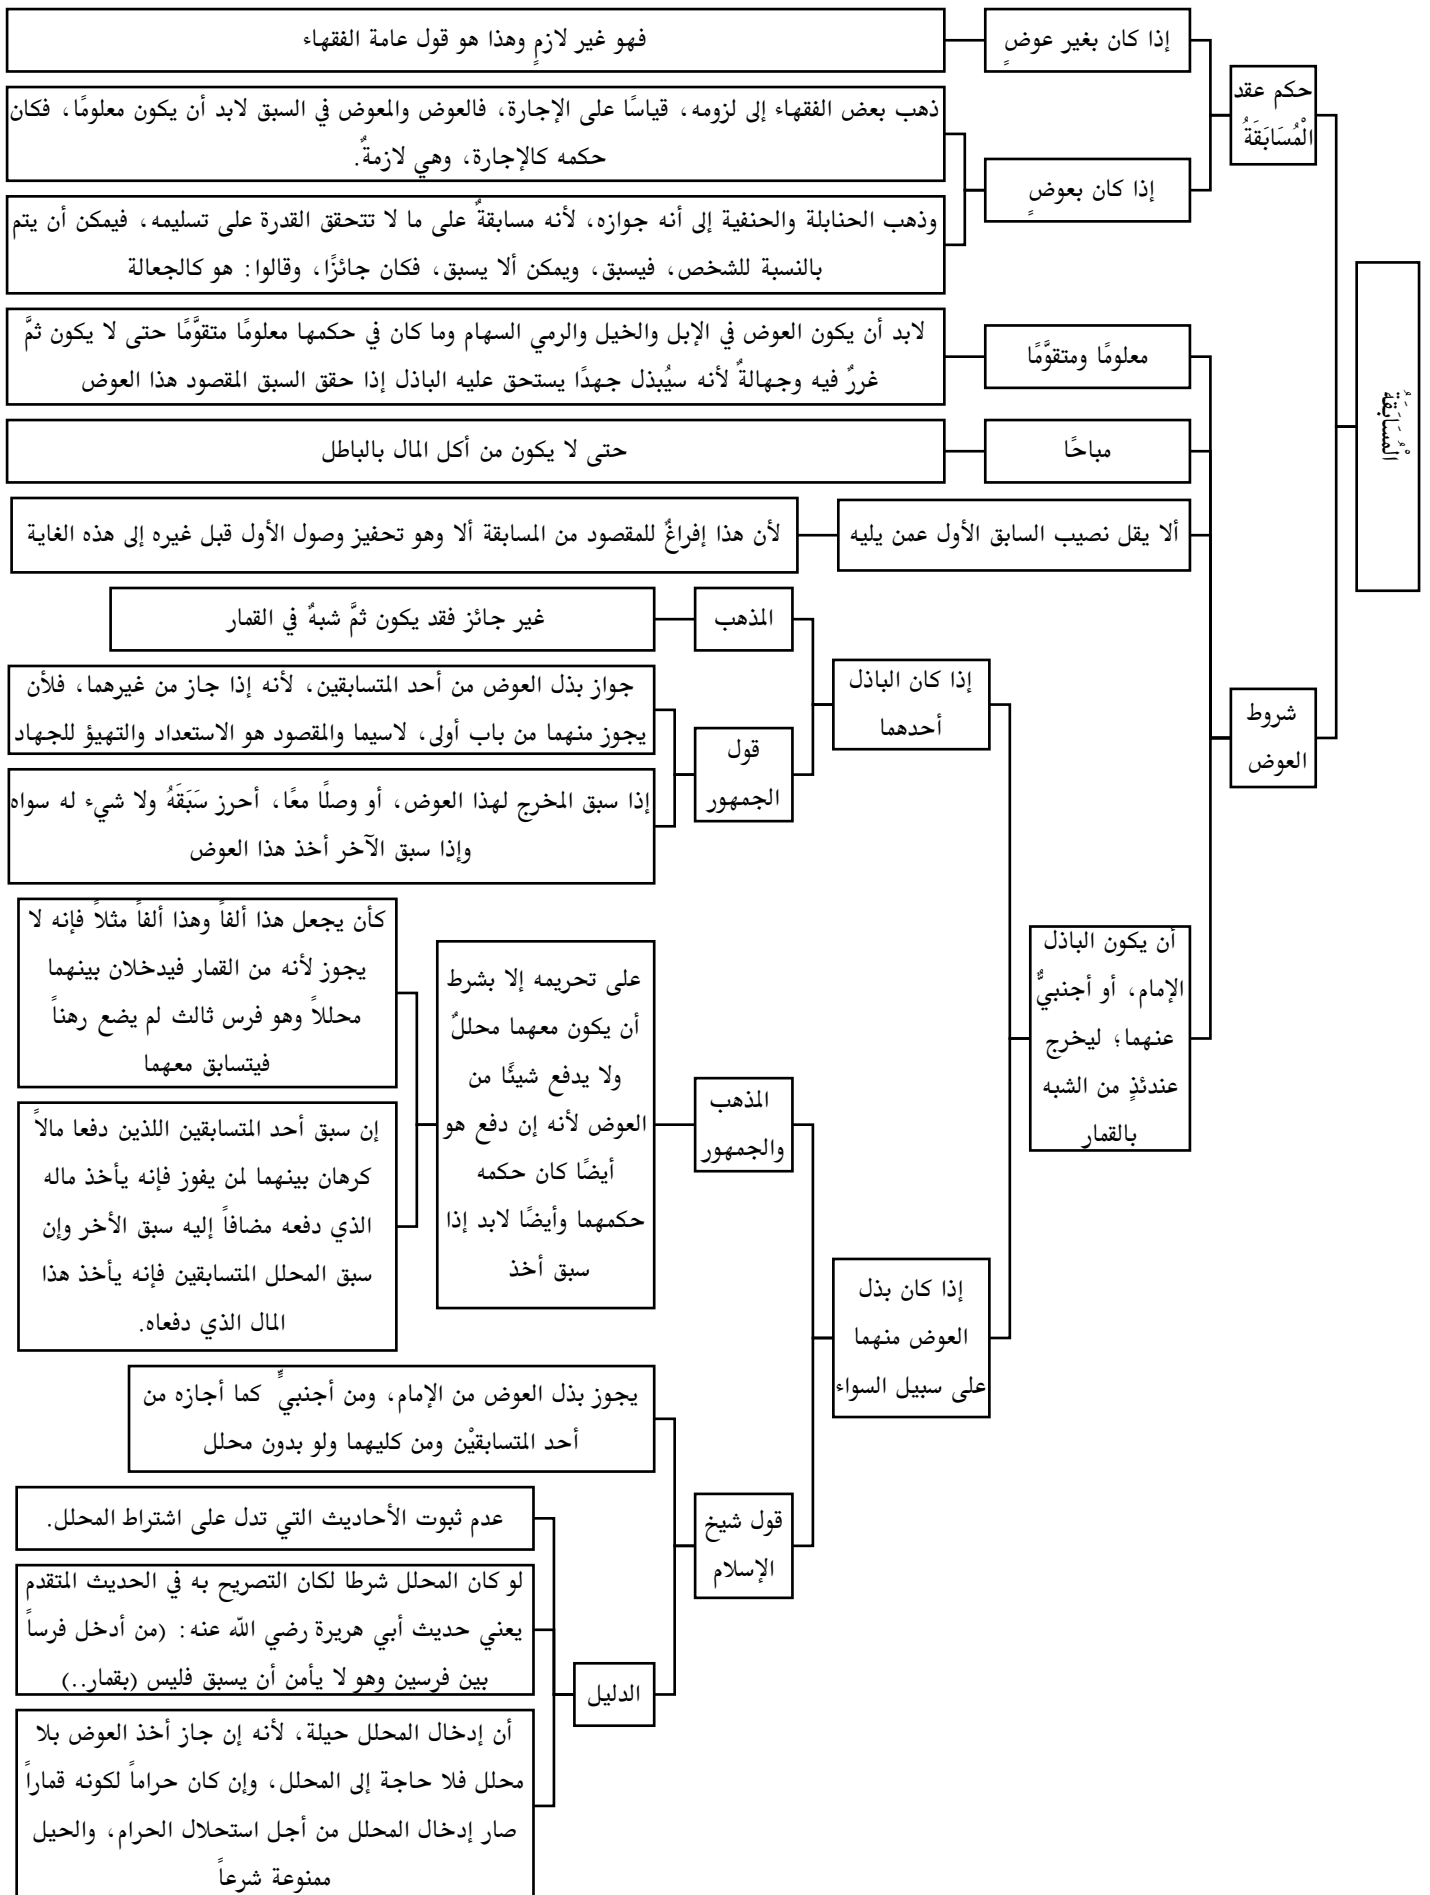 الْمُسَابَقَةُ
حكم عقد
الْمُسَابَقَةُ
إذا كان بغير عوضٍ
فهو غير لازمٍ وهذا هو قول عامة الفقهاء
إذا كان بعوضٍ
ذهب بعض الفقهاء إلى لزومه، قياسًا على الإجارة، فالعوض والمعوض في السبق لابد أن يكون معلومًا، فكان
حكمه كالإجارة، وهي لازمةٌ.
وذهب الحنابلة والحنفية إلى أنه جوازه، لأنه مسابقةٌ على ما لا تتحقق القدرة على تسليمه، فيمكن أن يتم
بالنسبة للشخص، فيسبق، ويمكن ألا يسبق، فكان جائزًا، وقالوا: هو كالجعالة
شروط
العوض
معلومًا ومتقوَّمًا
لابد أن يكون العوض في الإبل والخيل والرمي السهام وما كان في حكمها معلومًا متقوَّمًا حتى لا يكون ثمَّ
غررٌ فيه وجهالةٌ لأنه سيُبذل جهدًا يستحق عليه الباذل إذا حقق السبق المقصود هذا العوض
مباحًا
حتى لا يكون من أكل المال بالباطل
ألا يقل نصيب السابق الأول عمن يليه
لأن هذا إفراغٌ للمقصود من المسابقة ألا وهو تحفيز وصول الأول قبل غيره إلى هذه الغاية
أن يكون الباذل
الإمام، أو أجنبيٌّ
عنهما؛ ليخرج
عندئذٍ من الشبه
بالقمار
إذا كان الباذل
أحدهما
المذهب
غير جائز فقد يكون ثمَّ شبهٌ في القمار
قول
الجمهور
جواز بذل العوض من أحد المتسابقين، لأنه إذا جاز من غيرهما، فلأن
يجوز منهما من باب أولى، لاسيما والمقصود هو الاستعداد والتهيؤ للجهاد
إذا سبق المخرج لهذا العوض، أو وصلًا معًا، أحرز سَبَقَهُ ولا شيء له سواه
وإذا سبق الآخر أخذ هذا العوض
إذا كان بذل
العوض منهما
على سبيل السواء
المذهب
والجمهور
على تحريمه إلا بشرط
أن يكون معهما محللٌ
ولا يدفع شيئًا من
العوض لأنه إن دفع هو
أيضًا كان حكمه
حكمهما وأيضًا لابد إذا
سبق أخذ
كأن يجعل هذا ألفاً وهذا ألفاً مثلاً فإنه لا
يجوز لأنه من القمار فيدخلان بينهما
محللاً وهو فرس ثالث لم يضع رهناً
فيتسابق معهما
إن سبق أحد المتسابقين اللذين دفعا مالاً
كرهان بينهما لمن يفوز فإنه يأخذ ماله
الذي دفعه مضافاً إليه سبق الأخر وإن
سبق المحلل المتسابقين فإنه يأخذ هذا
المال الذي دفعاه.
قول شيخ
الإسلام
يجوز بذل العوض من الإمام، ومن أجنبيٍّ كما أجازه من
أحد المتسابقيْن ومن كليهما ولو بدون محلل
الدليل
عدم ثبوت الأحاديث التي تدل على اشتراط المحلل.
لو كان المحلل شرطا لكان التصريح به في الحديث المتقدم
يعني حديث أبي هريرة رضي الله عنه: (من أدخل فرساً
بين فرسين وهو لا يأمن أن يسبق فليس (بقمار..)
أن إدخال المحلل حيلة، لأنه إن جاز أخذ العوض بلا
محلل فلا حاجة إلى المحلل، وإن كان حراماً لكونه قماراً
صار إدخال المحلل من أجل استحلال الحرام، والحيل
ممنوعة شرعاً